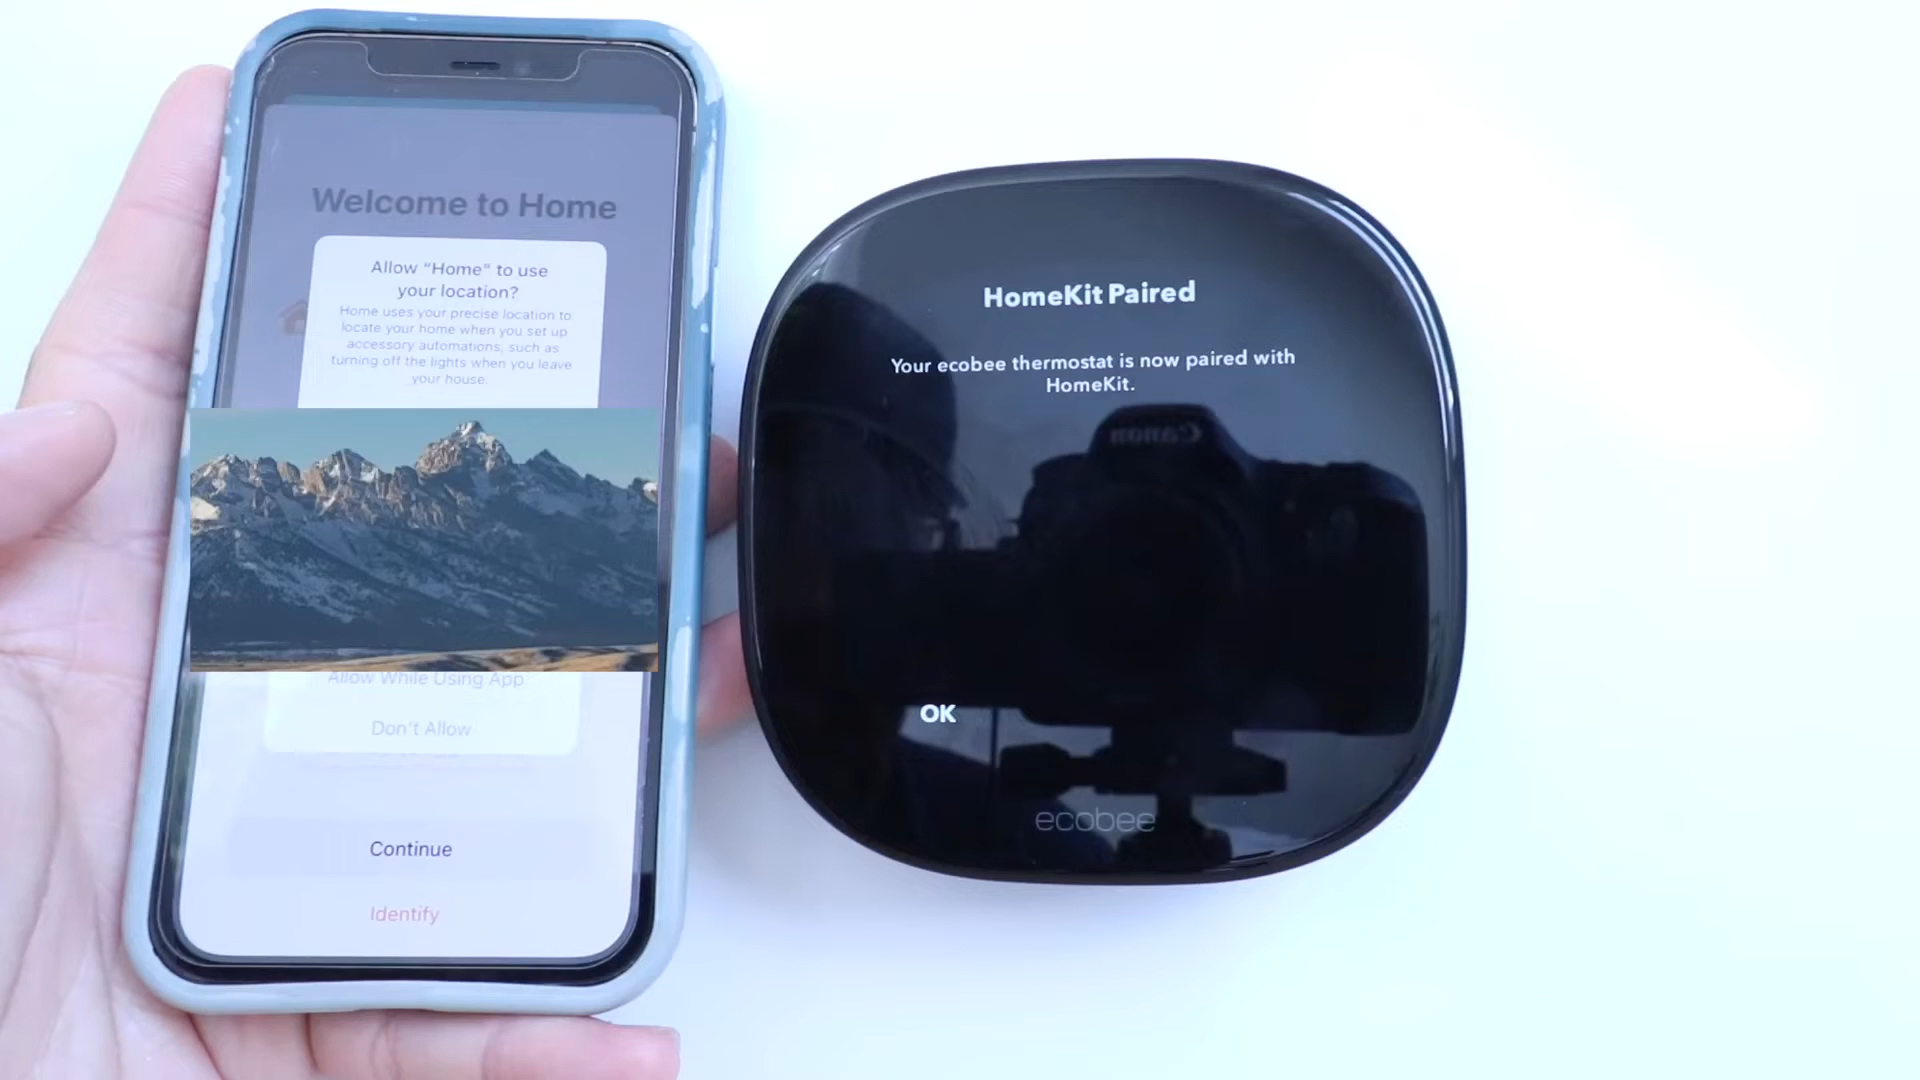 Welcome to Home
Allow “Home” to use
your location?
Home uses your precise location to
locate your home when you set up
accessory automations, such as
turning off the lights when you leave
your house.
Allow While Using App
Don't Allow
Continue
Identify
HomeKit Paired
Your ecobee thermostat is now paired with
HomeKit.
Canon
OK
ecobee